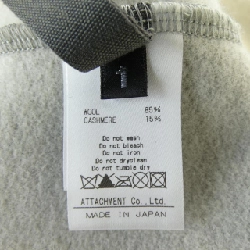 1
WOOL 85%
CASHMERE 15%
Do not wash
Do not bleach
Do not iron
Do not dryclean
Do not tumble dry
ATTACHMENT Co.,Ltd.
MADE IN JAPAN